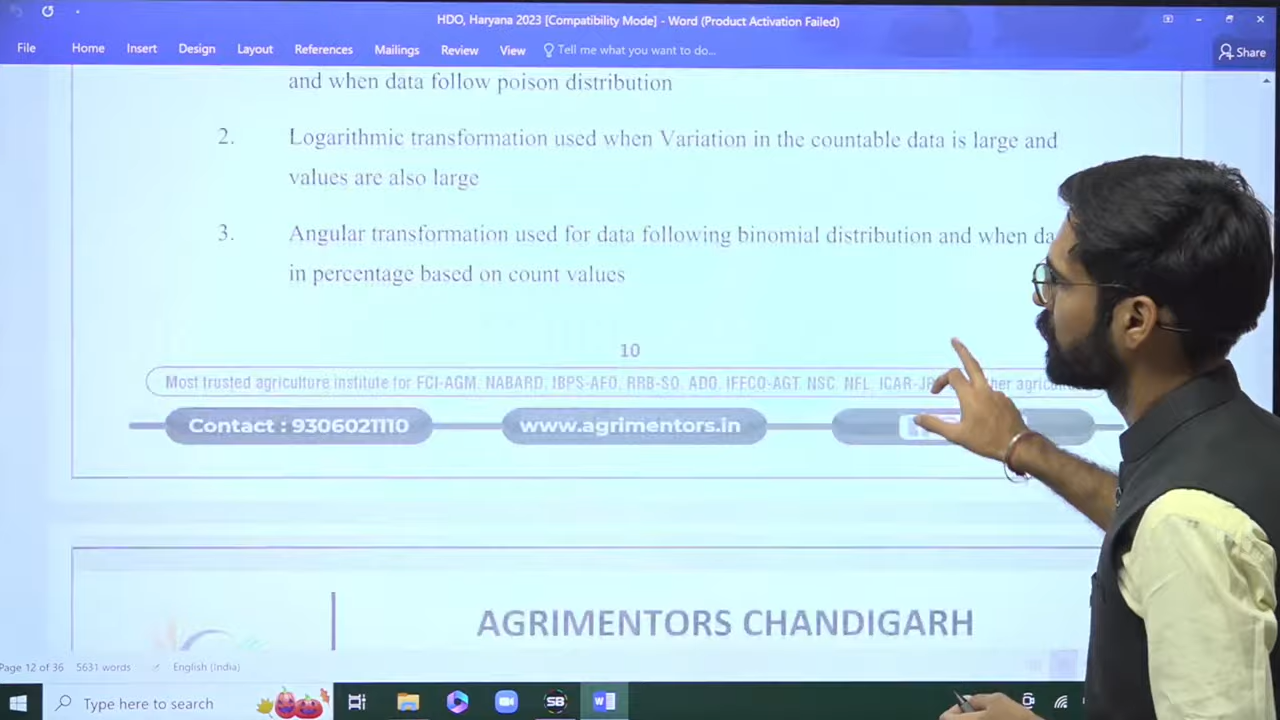 HDO, Haryana 2023 [Compatibility Mode] - Word (Product Activation Failed)
File Home Insert Design Layout References Mailings Review View Tell me what you want to do... Share
and when data follow poison distribution
2. Logarithmic transformation used when Variation in the countable data is large and
values are also large
3. Angular transformation used for data following binomial distribution and when
in percentage based on count values
10
Most trusted agriculture institute for FCI-AGM, NABARD, IBPS-AFO, RRB-SO, ADO, IFFCO-AGT, NSC, NFL,
Contact : 9306021110 www.agrimentors.in
AGRIMENTORS CHANDIGARH
Page 12 of 36 5631 words English (India)
Type here to search SB W